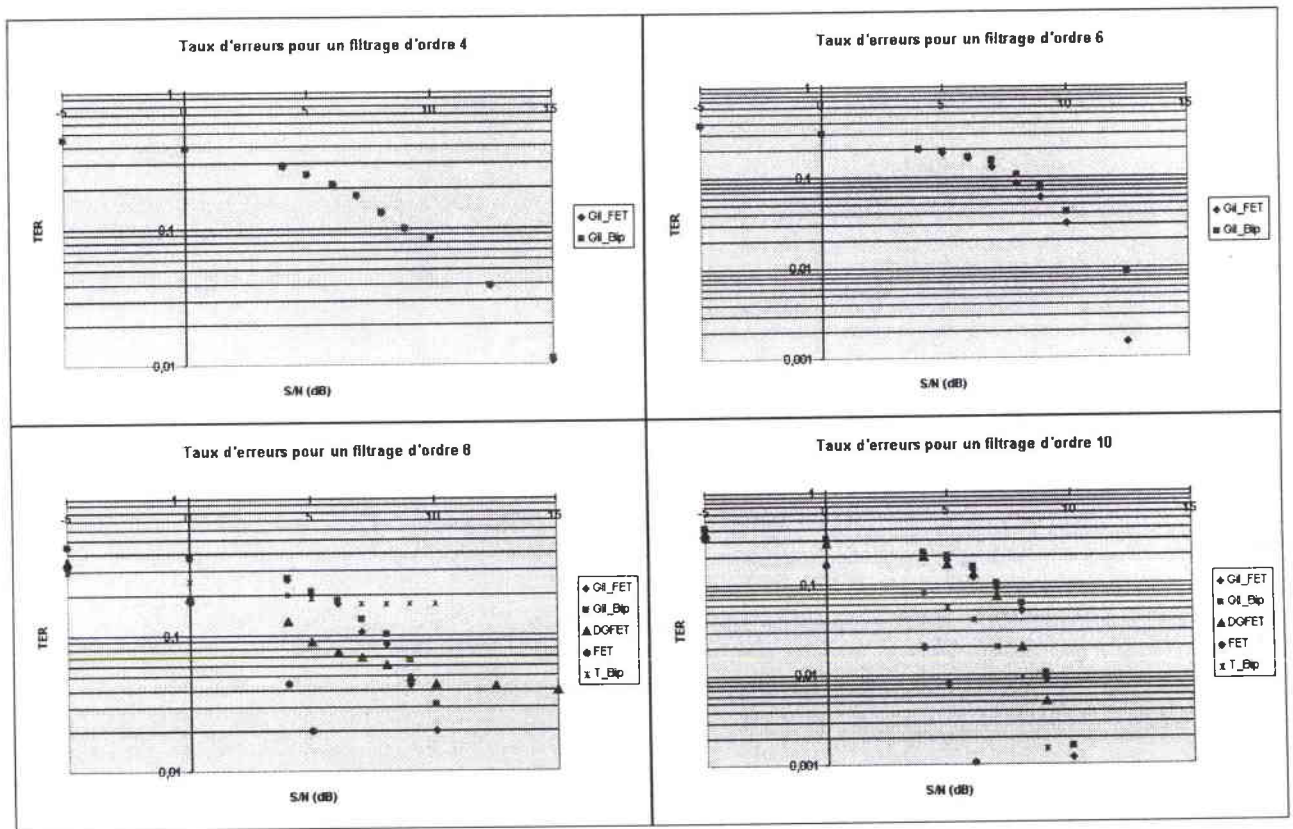 Taux d'erreurs pour un filtrage d'ordre 4
1
-5 0 5 10 15
TER
0,1
0,01
S/N (dB)
Gil_FET
Gil_Bip
Taux d'erreurs pour un filtrage d'ordre 6
1
-5 0 5 10 15
TER
0,1
0,01
0,001
S/N (dB)
Gil_FET
Gil_Bip
Taux d'erreurs pour un filtrage d'ordre 8
1
-5 0 5 10 15
TER
0,1
0,01
S/N (dB)
Gil_FET
Gil_Bip
DGFET
FET
T_Bip
Taux d'erreurs pour un filtrage d'ordre 10
1
-5 0 5 10 15
TER
0,1
0,01
0,001
S/N (dB)
Gil_FET
Gil_Bip
DGFET
FET
T_Bip